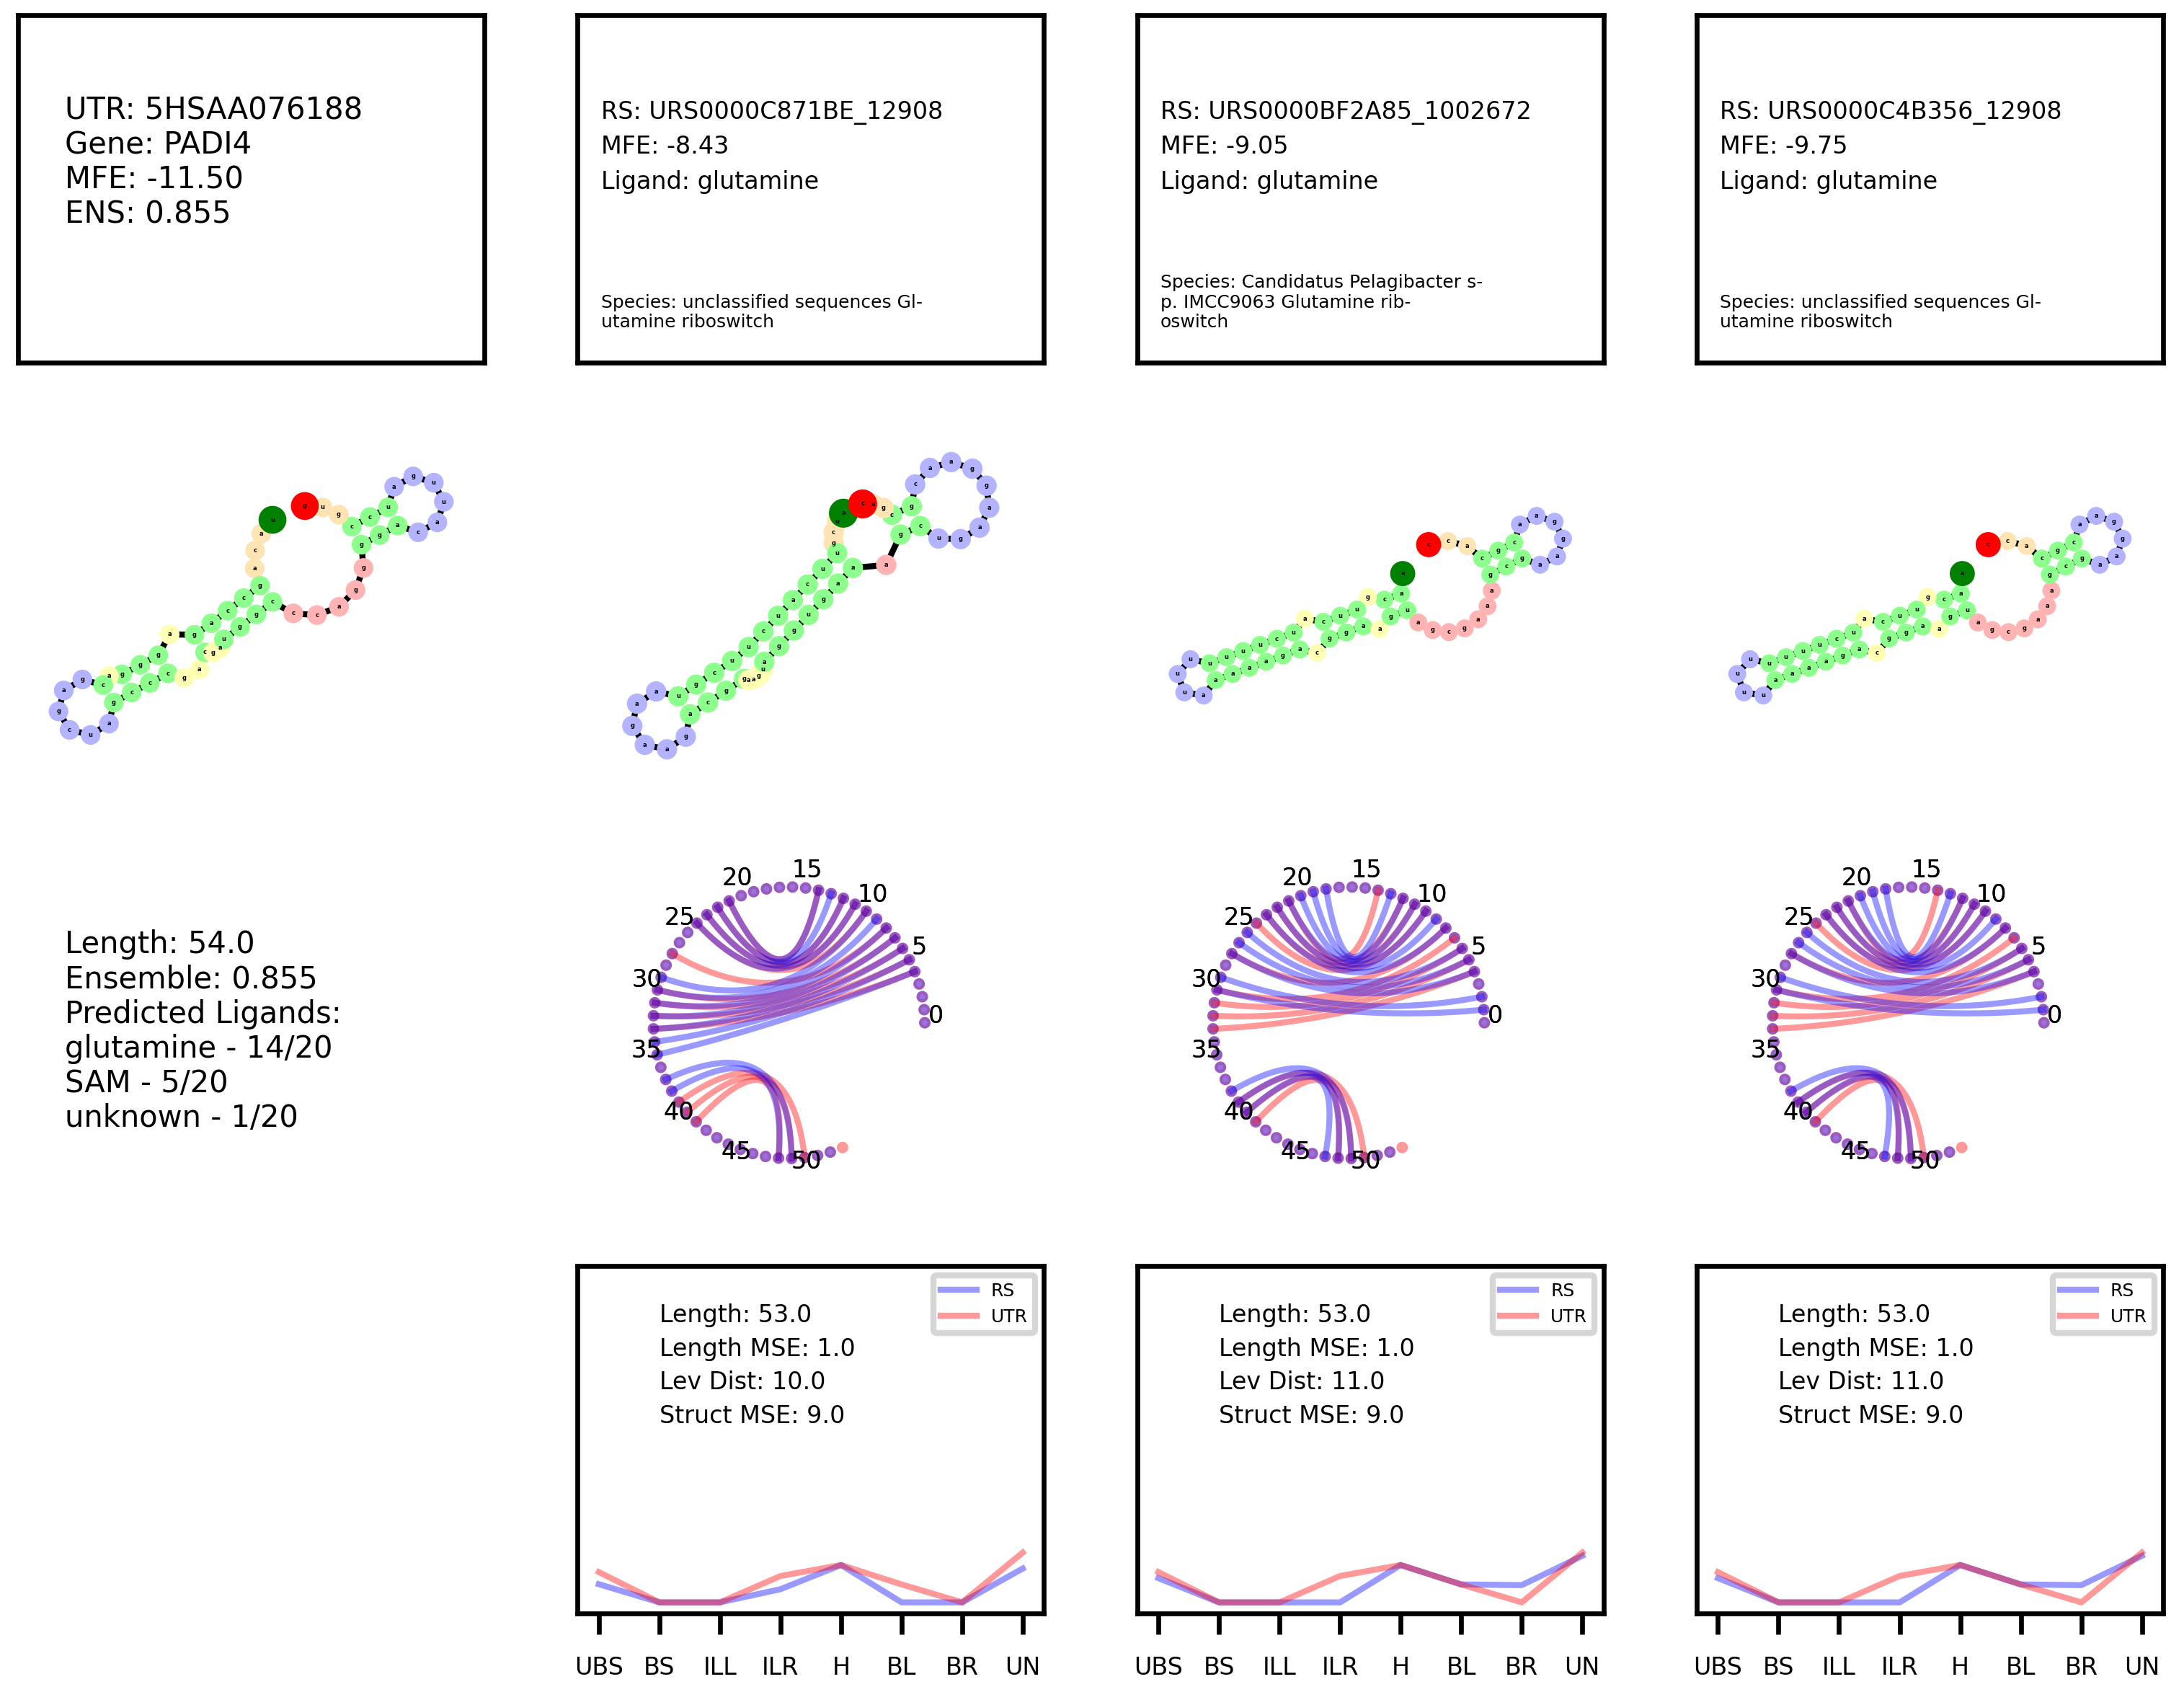 UTR: 5HSAA076188
Gene: PADI4
MFE: -11.50
ENS: 0.855
RS: URS0000C871BE_12908
MFE: -8.43
Ligand: glutamine
Species: unclassified sequences Gl-
utamine riboswitch
RS: URS0000BF2A85_1002672
MFE: -9.05
Ligand: glutamine
Species: Candidatus Pelagibacter s-
p. IMCC9063 Glutamine rib-
oswitch
RS: URS0000C4B356_12908
MFE: -9.75
Ligand: glutamine
Species: unclassified sequences Gl-
utamine riboswitch
Length: 54.0
Ensemble: 0.855
Predicted Ligands:
glutamine - 14/20
SAM - 5/20
unknown - 1/20
0
5
10
15
20
25
30
35
40
45
50
0
5
10
15
20
25
30
35
40
45
50
0
5
10
15
20
25
30
35
40
45
50
RS
UTR
Length: 53.0
Length MSE: 1.0
Lev Dist: 10.0
Struct MSE: 9.0
UBS BS ILL ILR H BL BR UN
RS
UTR
Length: 53.0
Length MSE: 1.0
Lev Dist: 11.0
Struct MSE: 9.0
UBS BS ILL ILR H BL BR UN
RS
UTR
Length: 53.0
Length MSE: 1.0
Lev Dist: 11.0
Struct MSE: 9.0
UBS BS ILL ILR H BL BR UN